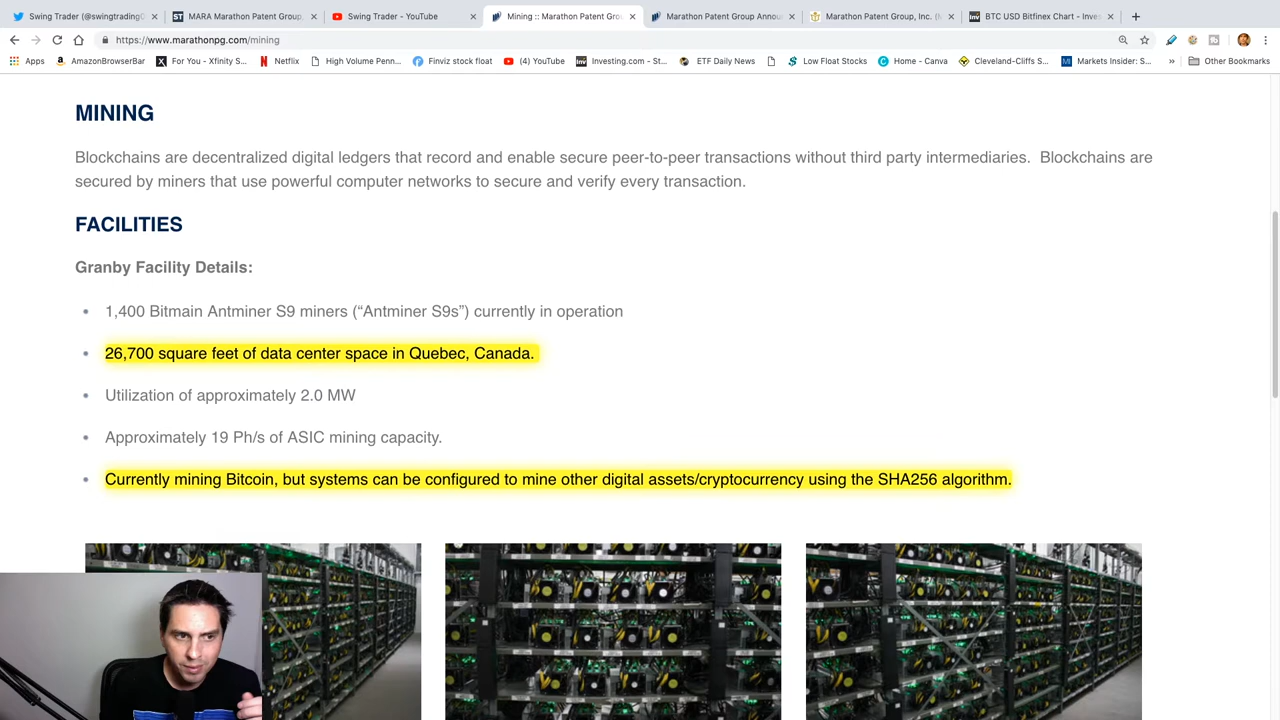 Swing Trader (@swingtradingO
MARA Marathon Patent Group,
Swing Trader - YouTube
Mining :: Marathon Patent Gro
Marathon Patent Group Annou
Marathon Patent Group, Inc. (M
BTC USD Bitfinex Chart - Inves
https://www.marathonpg.com/mining
Apps
AmazonBrowserBar
For You - Xfinity S...
Netflix
High Volume Penn...
Finviz stock float
(4) YouTube
Investing.com - St...
ETF Daily News
Low Float Stocks
Home - Canva
Cleveland-Cliffs S...
Markets Insider: S...
»
Other Bookmarks
MINING
Blockchains are decentralized digital ledgers that record and enable secure peer-to-peer transactions without third party intermediaries. Blockchains are
secured by miners that use powerful computer networks to secure and verify every transaction.
FACILITIES
Granby Facility Details:
• 1,400 Bitmain Antminer S9 miners (“Antminer S9s”) currently in operation
• 26,700 square feet of data center space in Quebec, Canada.
• Utilization of approximately 2.0 MW
• Approximately 19 Ph/s of ASIC mining capacity.
• Currently mining Bitcoin, but systems can be configured to mine other digital assets/cryptocurrency using the SHA256 algorithm.